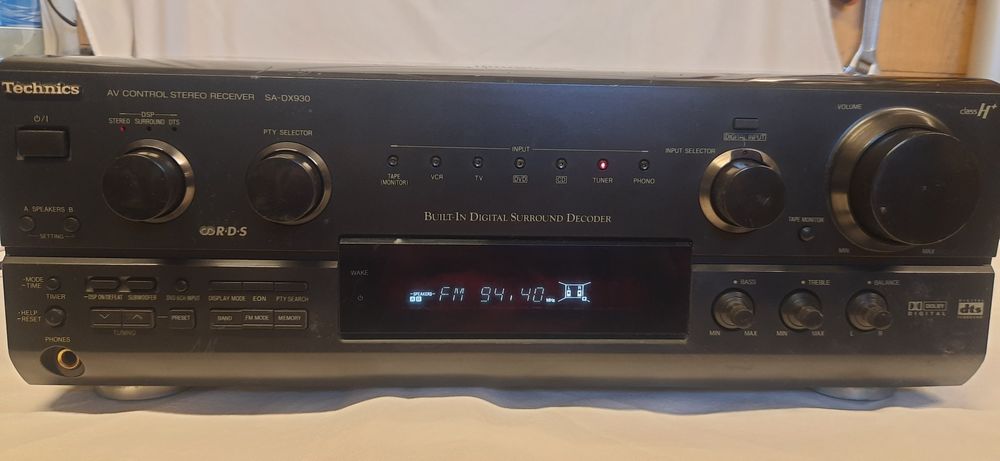 Technics
AV CONTROL STEREO RECEIVER SA-DX930
VOLUME
class H+
⏻/I
DSP
STEREO SURROUND DTS
PTY SELECTOR
DIGITAL INPUT
INPUT
INPUT SELECTOR
TAPE (MONITOR) VCR TV DVD CD TUNER PHONO
A SPEAKERS B
SETTING
R·D·S
BUILT-IN DIGITAL SURROUND DECODER
TAPE MONITOR
MIN MAX
WAKE
⏻
-MODE
-TIME
TIMER
-DSP ON/DEFLAT SUBWOOFER DVD 6CH INPUT DISPLAY MODE EON PTY SEARCH
-HELP
-RESET
TUNING
PRESET BAND FM MODE MEMORY
PHONES
-SPEAKERS-
A B
FM 94.40 MHz
BASS TREBLE BALANCE
MIN MAX MIN MAX L R
DOLBY
DIGITAL
DIGITAL
dts
SURROUND